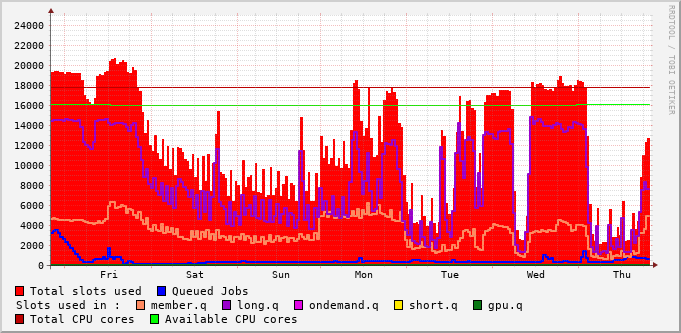 24000
22000
20000
18000
16000
14000
12000
10000
8000
6000
4000
2000
0
Fri Sat Sun Mon Tue Wed Thu
RRDTOOL / TOBI OETIKER
Total slots used Queued Jobs
Slots used in : member.q long.q ondemand.q short.q gpu.q
Total CPU cores Available CPU cores